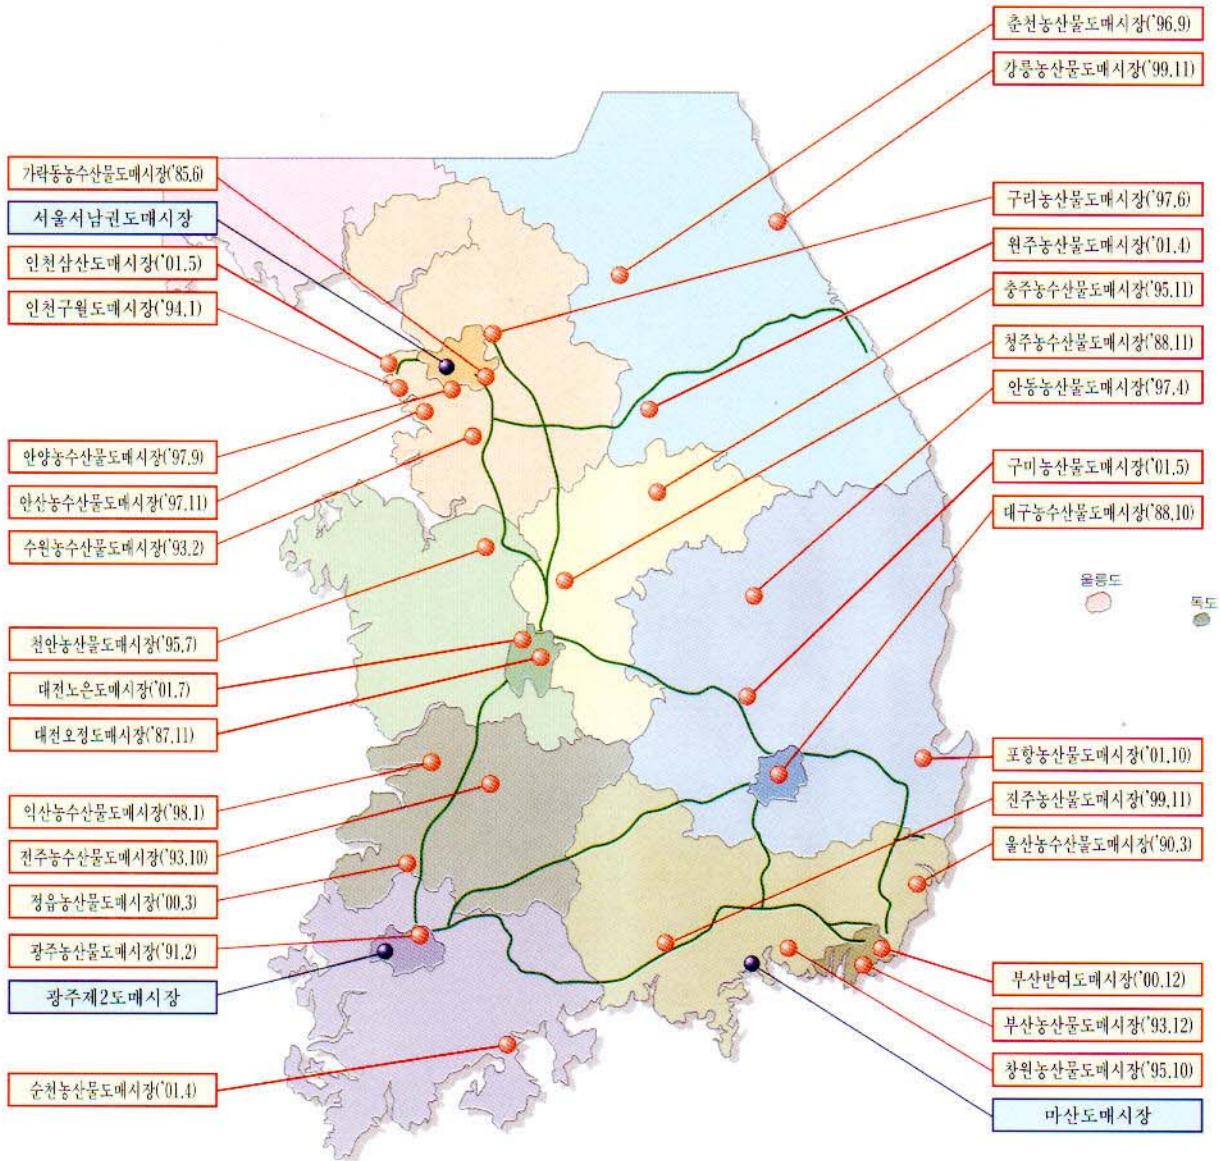 춘천농산물도매시장('96.9)
강릉농산물도매시장('99.11)
가락동농수산물도매시장('85.6)
서울서남권도매시장
인천삼산도매시장('01.5)
인천구월도매시장('94.1)
구리농산물도매시장('97.6)
원주농산물도매시장('01.4)
충주농수산물도매시장('95.11)
청주농수산물도매시장('88.11)
안동농산물도매시장('97.4)
구미농산물도매시장('01.5)
대구농수산물도매시장('88.10)
안양농수산물도매시장('97.9)
안산농수산물도매시장('97.11)
수원농수산물도매시장('93.2)
울릉도
독도
천안농산물도매시장('95.7)
대전노은도매시장('01.7)
대전오정도매시장('87.11)
익산농수산물도매시장('98.1)
전주농수산물도매시장('93.10)
정읍농산물도매시장('00.3)
광주농산물도매시장('91.2)
광주제2도매시장
순천농산물도매시장('01.4)
포항농산물도매시장('01.10)
진주농산물도매시장('99.11)
울산농수산물도매시장('90.3)
부산반여도매시장('00.12)
부산농산물도매시장('93.12)
창원농산물도매시장('95.10)
마산도매시장